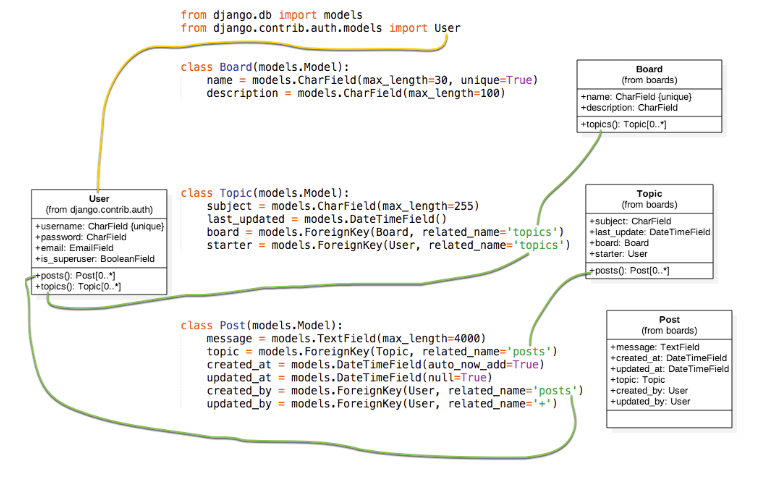 from django.db import models
from django.contrib.auth.models import User
class Board(models.Model):
name = models.CharField(max_length=30, unique=True)
description = models.CharField(max_length=100)
Board
(from boards)
+name: CharField {unique}
+description: CharField
+topics(): Topic[0..*]
User
(from django.contrib.auth)
+username: CharField {unique}
+password: CharField
+email: EmailField
+is_superuser: BooleanField
+posts(): Post[0..*]
+topics(): Topic[0..*]
class Topic(models.Model):
subject = models.CharField(max_length=255)
last_updated = models.DateTimeField()
board = models.ForeignKey(Board, related_name='topics')
starter = models.ForeignKey(User, related_name='topics')
Topic
(from boards)
+subject: CharField
+last_update: DateTimeField
+board: Board
+starter: User
+posts(): Post[0..*]
class Post(models.Model):
message = models.TextField(max_length=4000)
topic = models.ForeignKey(Topic, related_name='posts')
created_at = models.DateTimeField(auto_now_add=True)
updated_at = models.DateTimeField(null=True)
created_by = models.ForeignKey(User, related_name='posts')
updated_by = models.ForeignKey(User, related_name='+')
Post
(from boards)
+message: TextField
+created_at: DateTimeField
+updated_at: DateTimeField
+topic: Topic
+created_by: User
+updated_by: User